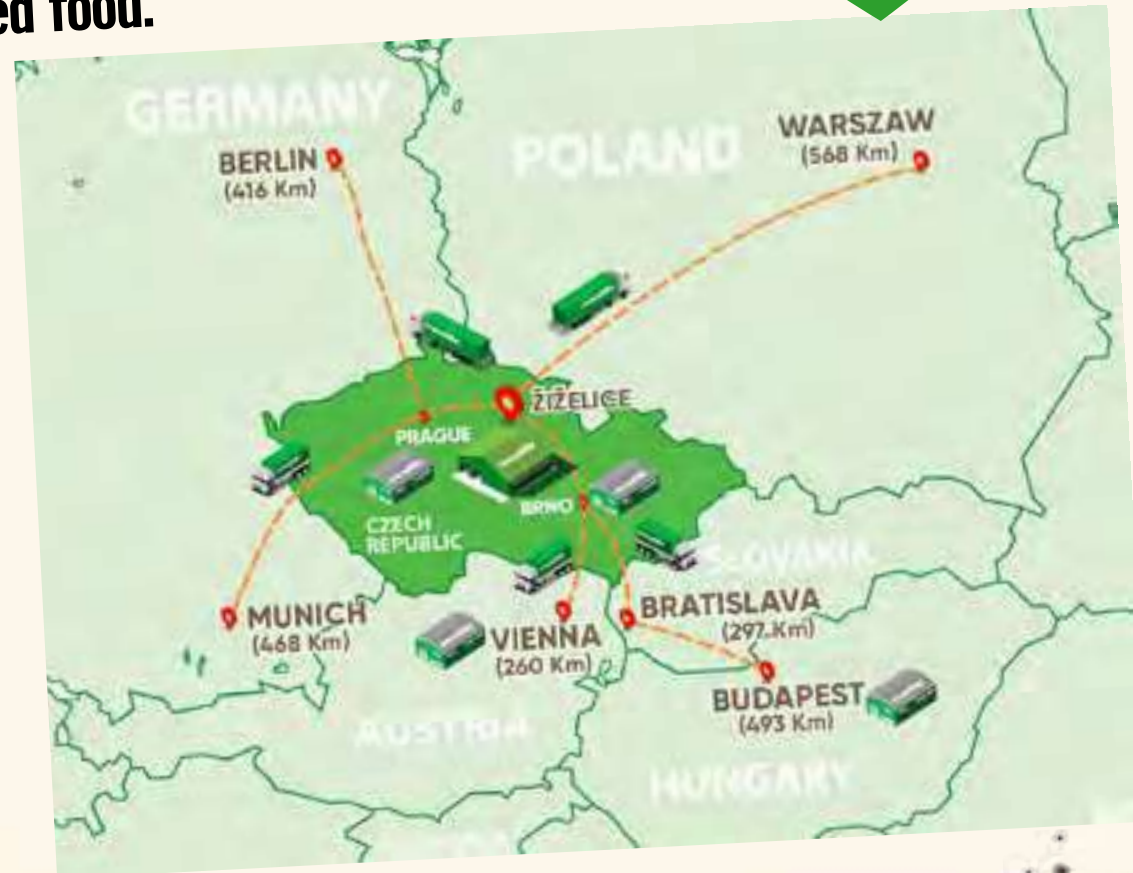 food.
GERMANY
POLAND
WARSZAW
(568 Km)
BERLIN
(416 Km)
ŽIŽELICE
PRAGUE
BRNO
CZECH
REPUBLIC
SLOVAKIA
MUNICH
(468 Km)
VIENNA
(260 Km)
BRATISLAVA
(297.Km)
BUDAPEST
(493 Km)
AUSTRIA
HUNGARY